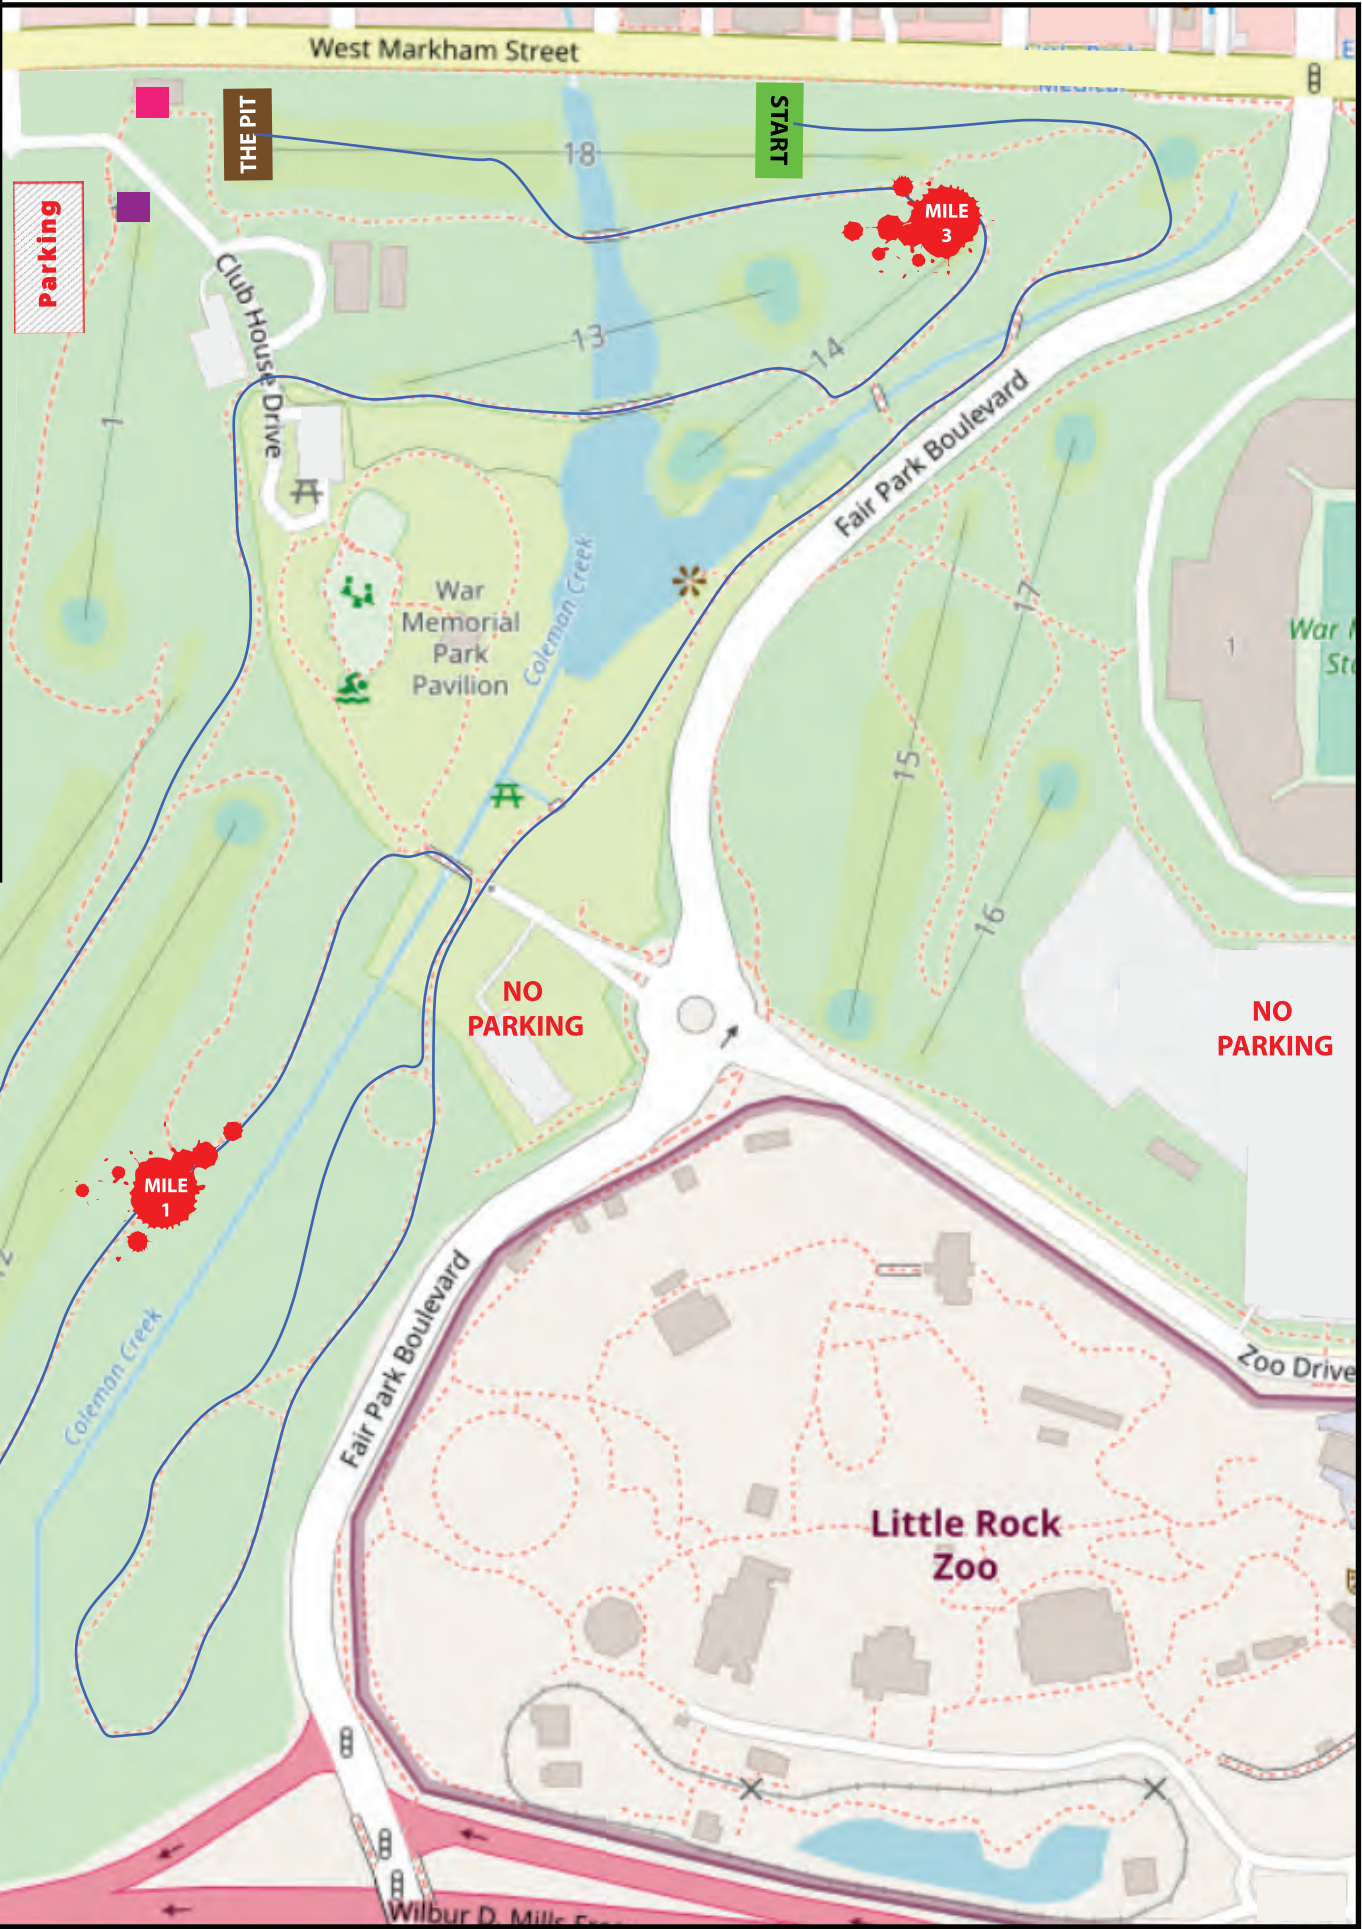 West Markham Street
THE PIT
START
18
MILE
3
Parking
Club House Drive
13
14
1
Fair Park Boulevard
17
War
Memorial
Park
Pavilion
Coleman Creek
1
15
16
NO
PARKING
NO
PARKING
MILE
1
Coleman Creek
Fair Park Boulevard
Zoo Drive
Little Rock
Zoo